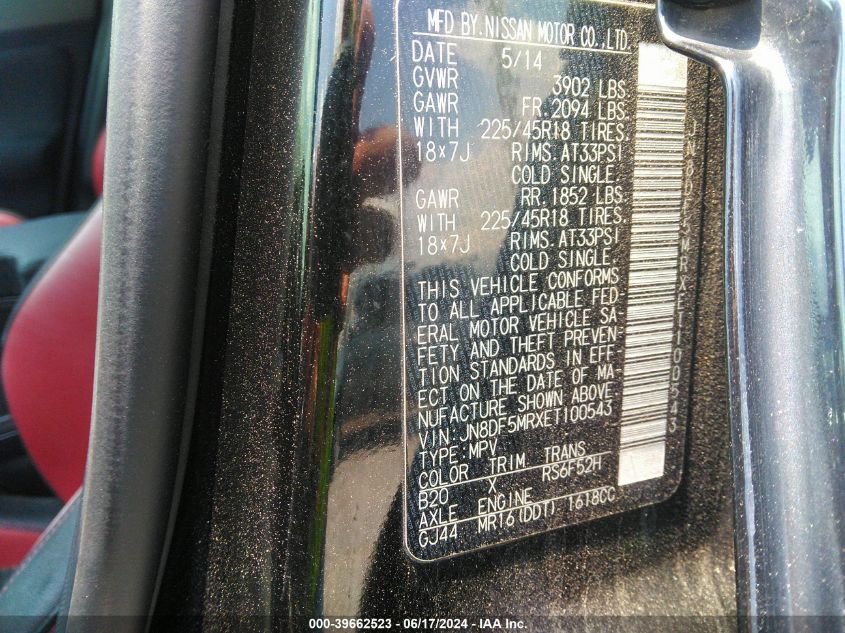 MFD BY.NISSAN MOTOR CO.,LTD.
DATE 5/14
GVWR 3902 LBS.
GAWR FR.2094 LBS.
WITH 225/45R18 TIRES.
18×7J RIMS.AT33PSI
COLD SINGLE.
GAWR RR.1852 LBS.
WITH 225/45R18 TIRES.
18×7J RIMS.AT33PSI
COLD SINGLE.
THIS VEHICLE CONFORMS
TO ALL APPLICABLE FED-
ERAL MOTOR VEHICLE SA-
FETY AND THEFT PREVEN-
TION STANDARDS IN EFF-
ECT ON THE DATE OF MA-
NUFACTURE SHOWN ABOVE.
VIN:JN8DF5MRXET100543
TYPE:MPV
COLOR TRIM TRANS
B20 X RS6F52H
AXLE ENGINE
GJ44 MR16(DDT) 1618CC
000-39662523 / 06/17/2024 - IAA Inc.